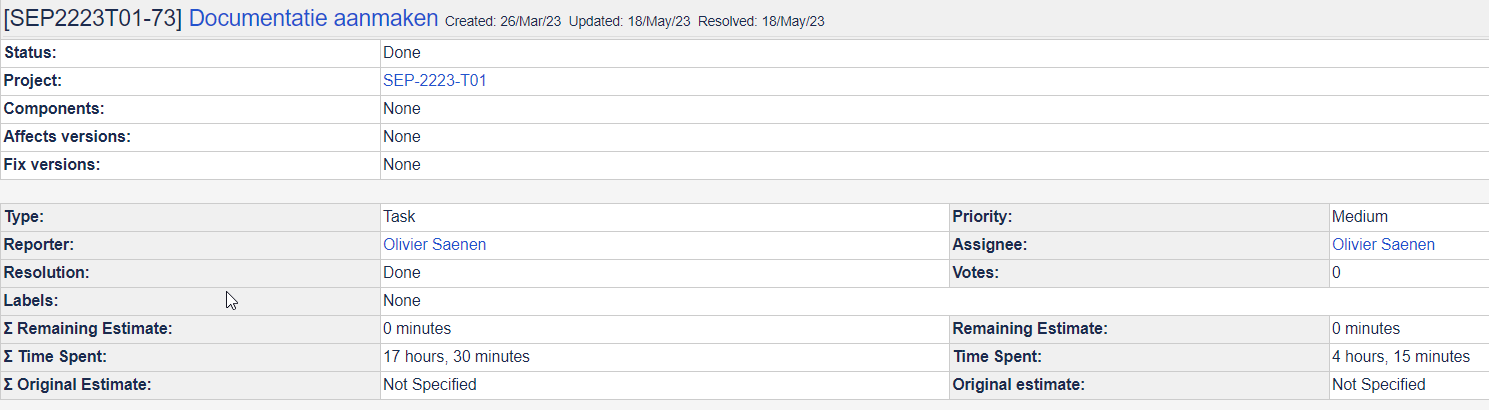 [SEP2223T01-73] Documentatie aanmaken Created: 26/Mar/23 Updated: 18/May/23 Resolved: 18/May/23
Status: Done
Project: SEP-2223-T01
Components: None
Affects versions: None
Fix versions: None
Type: Task Priority: Medium
Reporter: Olivier Saenen Assignee: Olivier Saenen
Resolution: Done Votes: 0
Labels: None
Σ Remaining Estimate: 0 minutes Remaining Estimate: 0 minutes
Σ Time Spent: 17 hours, 30 minutes Time Spent: 4 hours, 15 minutes
Σ Original Estimate: Not Specified Original estimate: Not Specified